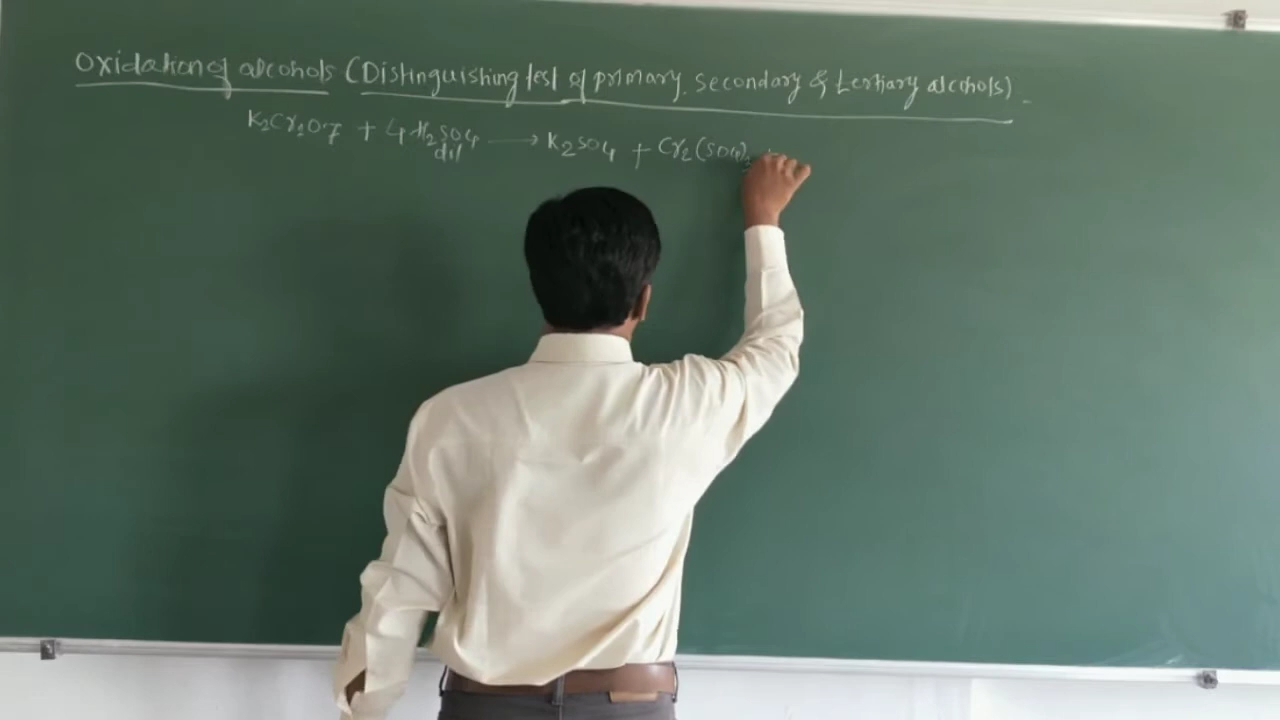 Oxidation of alcohols (Distinguishing test of primary, secondary & tertiary alcohols).
K2Cr2O7 + 4H2SO4 → K2SO4 + Cr2(SO4)3 +
dil